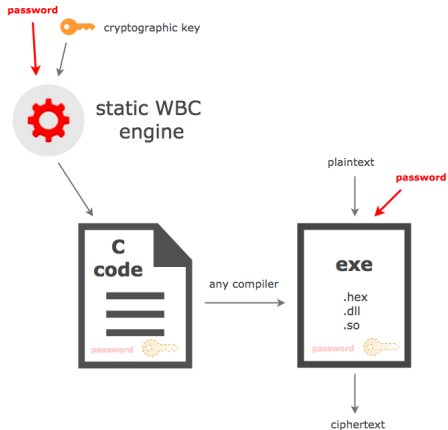 password
cryptographic key
static WBC
engine
plaintext
password
C
code
any compiler
exe
.hex
.dll
.so
password
password
ciphertext